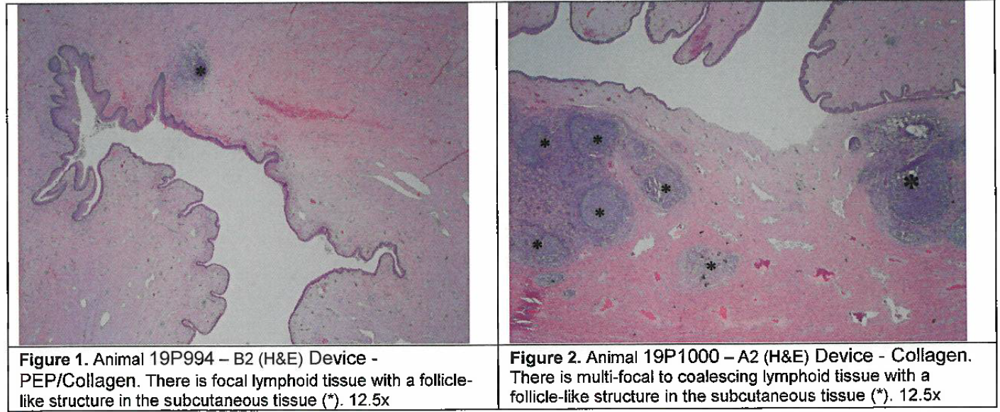 Figure 1. Animal 19P994 – B2 (H&E) Device -
PEP/Collagen. There is focal lymphoid tissue with a follicle-
like structure in the subcutaneous tissue (*). 12.5x
Figure 2. Animal 19P1000 – A2 (H&E) Device - Collagen.
There is multi-focal to coalescing lymphoid tissue with a
follicle-like structure in the subcutaneous tissue (*). 12.5x